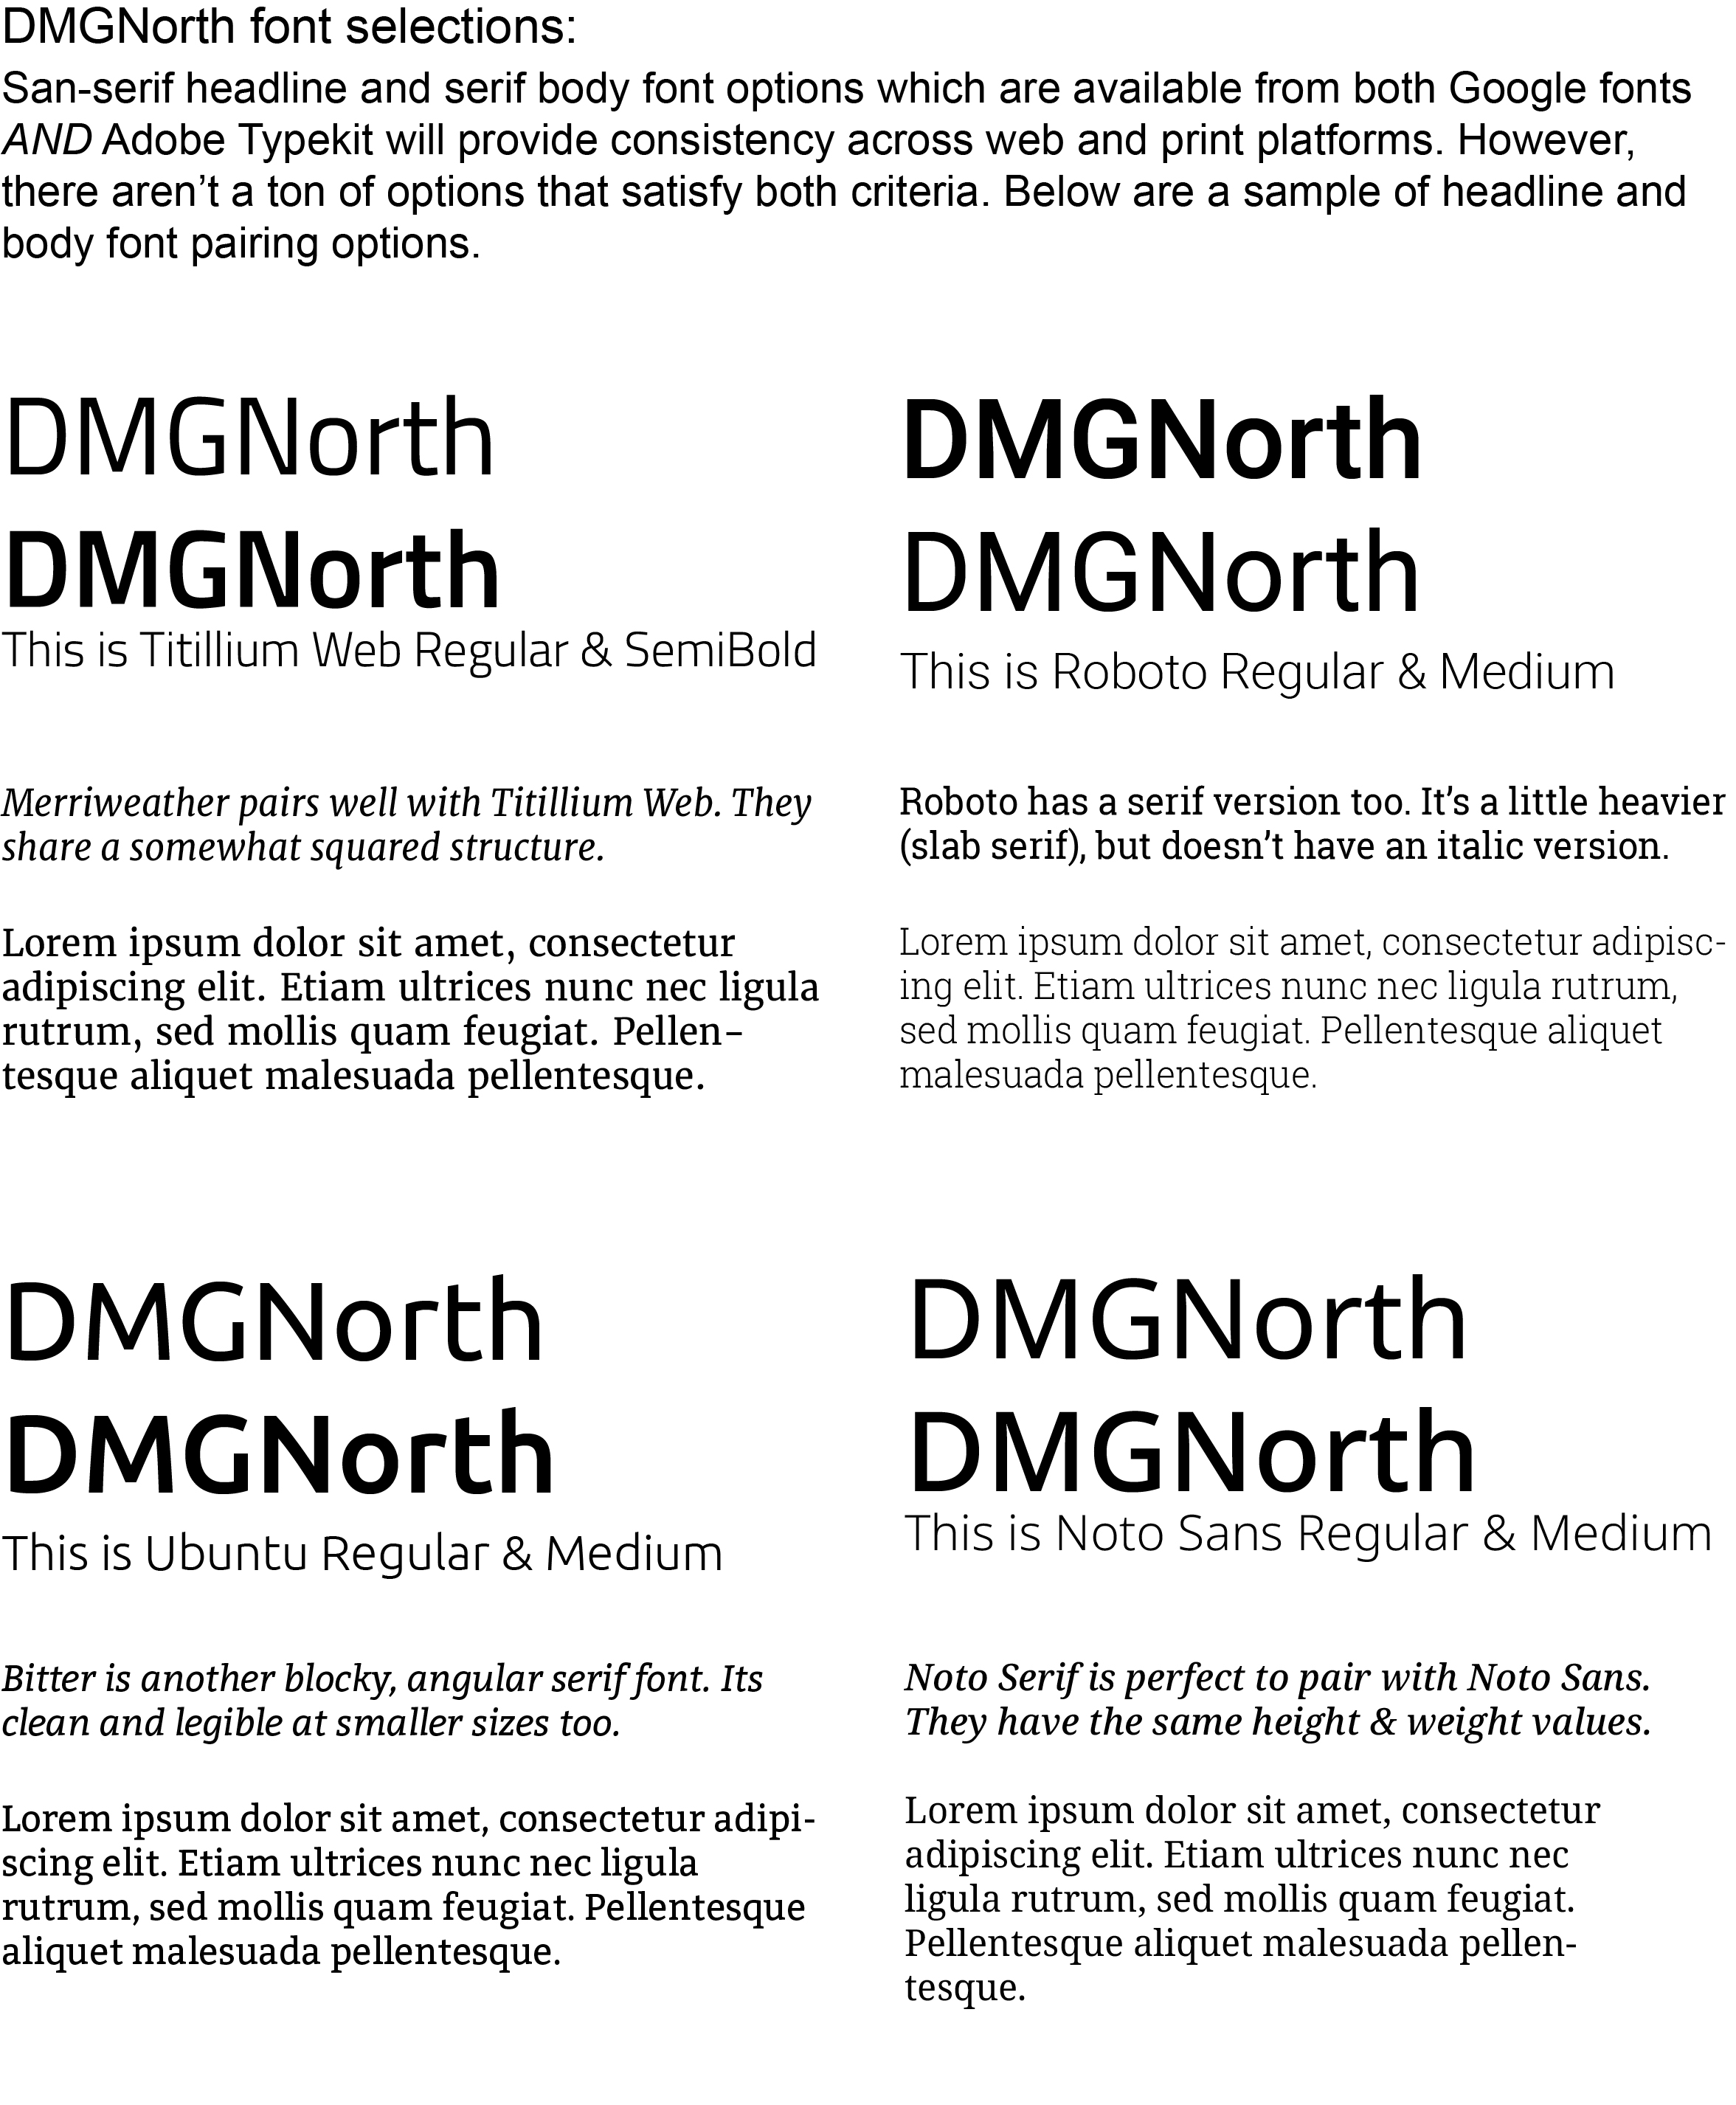 DMGNorth font selections:
San-serif headline and serif body font options which are available from both Google fonts
AND Adobe Typekit will provide consistency across web and print platforms. However,
there aren’t a ton of options that satisfy both criteria. Below are a sample of headline and
body font pairing options.
DMGNorth
DMGNorth
This is Titillium Web Regular & SemiBold
Merriweather pairs well with Titillium Web. They
share a somewhat squared structure.
Lorem ipsum dolor sit amet, consectetur
adipiscing elit. Etiam ultrices nunc nec ligula
rutrum, sed mollis quam feugiat. Pellen-
tesque aliquet malesuada pellentesque.
DMGNorth
DMGNorth
This is Roboto Regular & Medium
Roboto has a serif version too. It’s a little heavier
(slab serif), but doesn’t have an italic version.
Lorem ipsum dolor sit amet, consectetur adipisc-
ing elit. Etiam ultrices nunc nec ligula rutrum,
sed mollis quam feugiat. Pellentesque aliquet
malesuada pellentesque.
DMGNorth
DMGNorth
This is Ubuntu Regular & Medium
Bitter is another blocky, angular serif font. Its
clean and legible at smaller sizes too.
Lorem ipsum dolor sit amet, consectetur adipi-
scing elit. Etiam ultrices nunc nec ligula
rutrum, sed mollis quam feugiat. Pellentesque
aliquet malesuada pellentesque.
DMGNorth
DMGNorth
This is Noto Sans Regular & Medium
Noto Serif is perfect to pair with Noto Sans.
They have the same height & weight values.
Lorem ipsum dolor sit amet, consectetur
adipiscing elit. Etiam ultrices nunc nec
ligula rutrum, sed mollis quam feugiat.
Pellentesque aliquet malesuada pellen-
tesque.